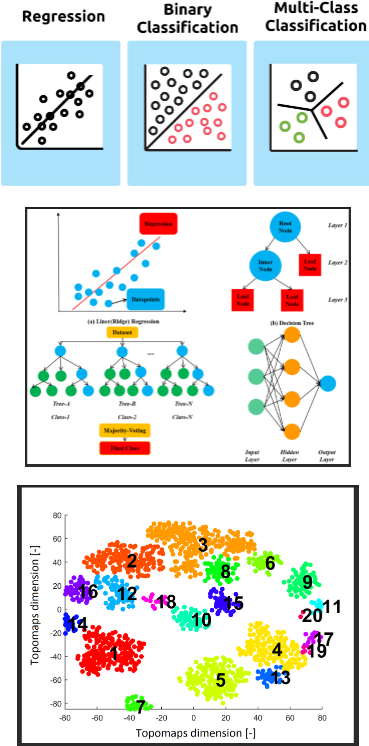 Regression
Binary
Classification
Multi-Class
Classification
Regression
Datapoints
(a) Liner(Ridge) Regression
Root
Node
Layer 1
Inner
Node
Leaf
Node
Layer 2
Leaf
Node
Leaf
Node
Layer 3
(b) Decision Tree
Dataset
....
Tree-A
Tree-B
Tree-N
Class-1
Class-2
Class-N
Majority-Voting
Final Class
Input
Layer
Hidden
Layer
Output
Layer
80
60
40
20
0
-20
-40
-60
-80
-80
-60
-40
-20
0
20
40
60
80
Topomaps dimension [-]
Topomaps dimension [-]
1
2
3
4
5
6
7
8
9
10
11
12
13
14
15
16
17
18
19
20